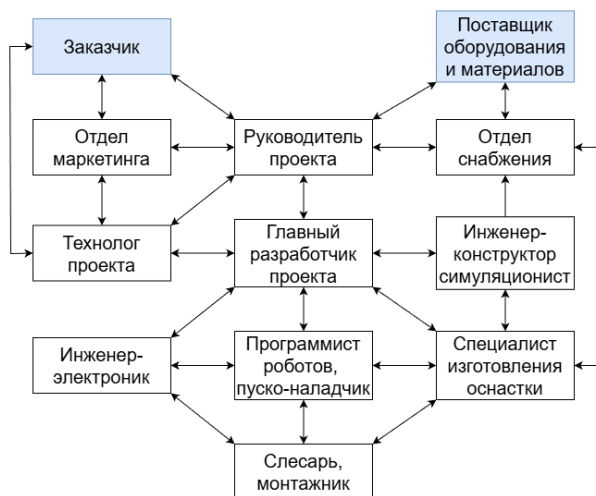 Заказчик
Поставщик
оборудования
и материалов
Отдел
маркетинга
Руководитель
проекта
Отдел
снабжения
Технолог
проекта
Главный
разработчик
проекта
Инженер-
конструктор
симуляционист
Инженер-
электроник
Программист
роботов,
пуско-наладчик
Специалист
изготовления
оснастки
Слесарь,
монтажник